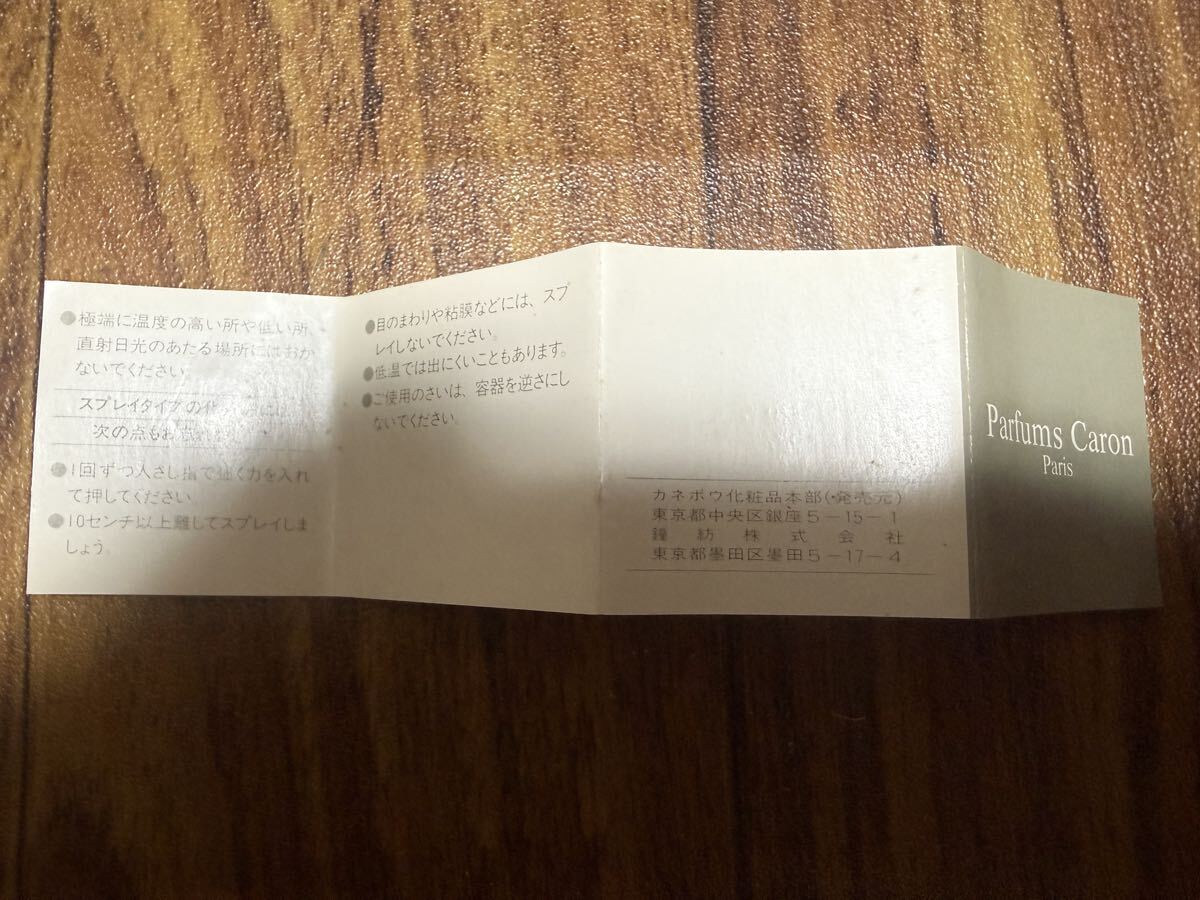 ●極端に温度の高い所や低い所、
直射日光のあたる場所にはおか
ないでください。
スプレイタイプの化
次の点もお
●1回ずつ人さし指で強く力を入れ
て押してください。
●10センチ以上離してスプレイしま
しょう。
●目のまわりや粘膜などには、スプ
レイしないでください。
●低温では出にくいこともあります。
●ご使用のさいは、容器を逆さにし
ないでください。
カネボウ化粧品本部(・発売元)
東京都中央区銀座5-15-1
鐘紡株式会社
東京都墨田区墨田5-17-4
Parfums Caron
Paris